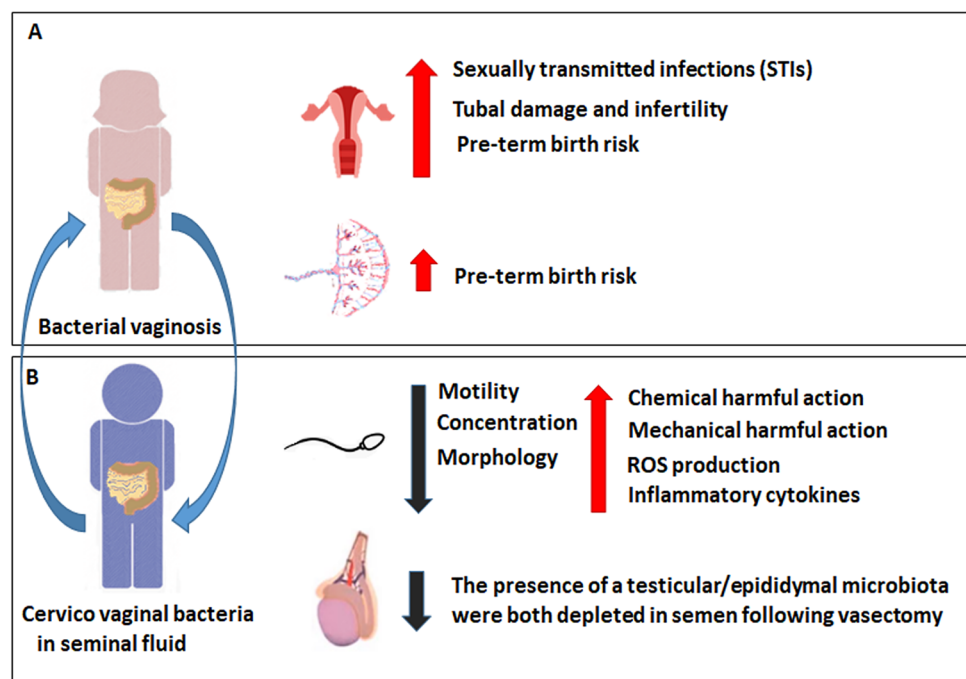 A
Sexually transmitted infections (STIs)
Tubal damage and infertility
Pre-term birth risk
Pre-term birth risk
Bacterial vaginosis
B
Motility
Concentration
Morphology
Chemical harmful action
Mechanical harmful action
ROS production
Inflammatory cytokines
Cervico vaginal bacteria
in seminal fluid
The presence of a testicular/epididymal microbiota
were both depleted in semen following vasectomy